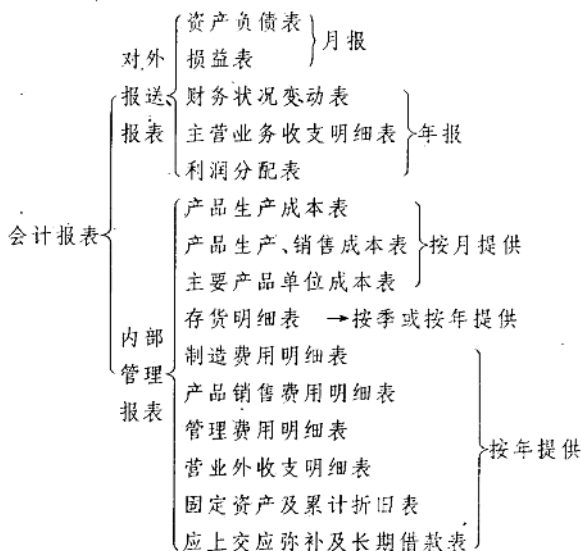 资产负债表
月报
对外
损益表
报送
财务状况变动表
报表
主营业务收支明细表
年报
利润分配表
产品生产成本表
会计报表
产品生产、销售成本表
按月提供
主要产品单位成本表
存货明细表 →按季或按年提供
内部
制造费用明细表
管理
产品销售费用明细表
报表
管理费用明细表
按年提供
营业外收支明细表
固定资产及累计折旧表
应上交应弥补及长期借款表